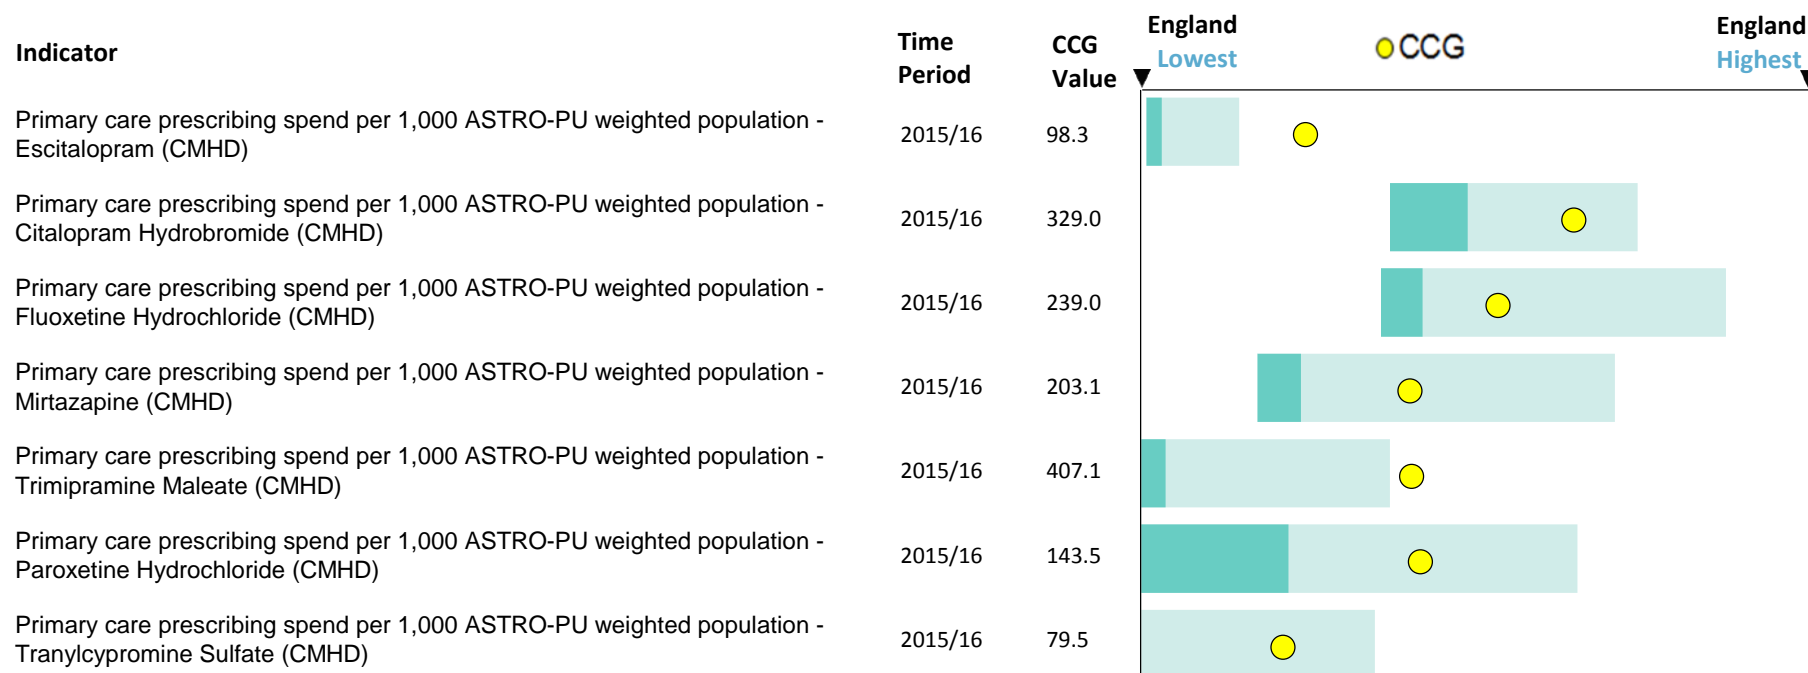 Indicator
Time
Period
CCG
Value
England
Lowest
CCG
England
Highest
Primary care prescribing spend per 1,000 ASTRO-PU weighted population -
Escitalopram (CMHD)
2015/16
98.3
Primary care prescribing spend per 1,000 ASTRO-PU weighted population -
Citalopram Hydrobromide (CMHD)
2015/16
329.0
Primary care prescribing spend per 1,000 ASTRO-PU weighted population -
Fluoxetine Hydrochloride (CMHD)
2015/16
239.0
Primary care prescribing spend per 1,000 ASTRO-PU weighted population -
Mirtazapine (CMHD)
2015/16
203.1
Primary care prescribing spend per 1,000 ASTRO-PU weighted population -
Trimipramine Maleate (CMHD)
2015/16
407.1
Primary care prescribing spend per 1,000 ASTRO-PU weighted population -
Paroxetine Hydrochloride (CMHD)
2015/16
143.5
Primary care prescribing spend per 1,000 ASTRO-PU weighted population -
Tranylcypromine Sulfate (CMHD)
2015/16
79.5